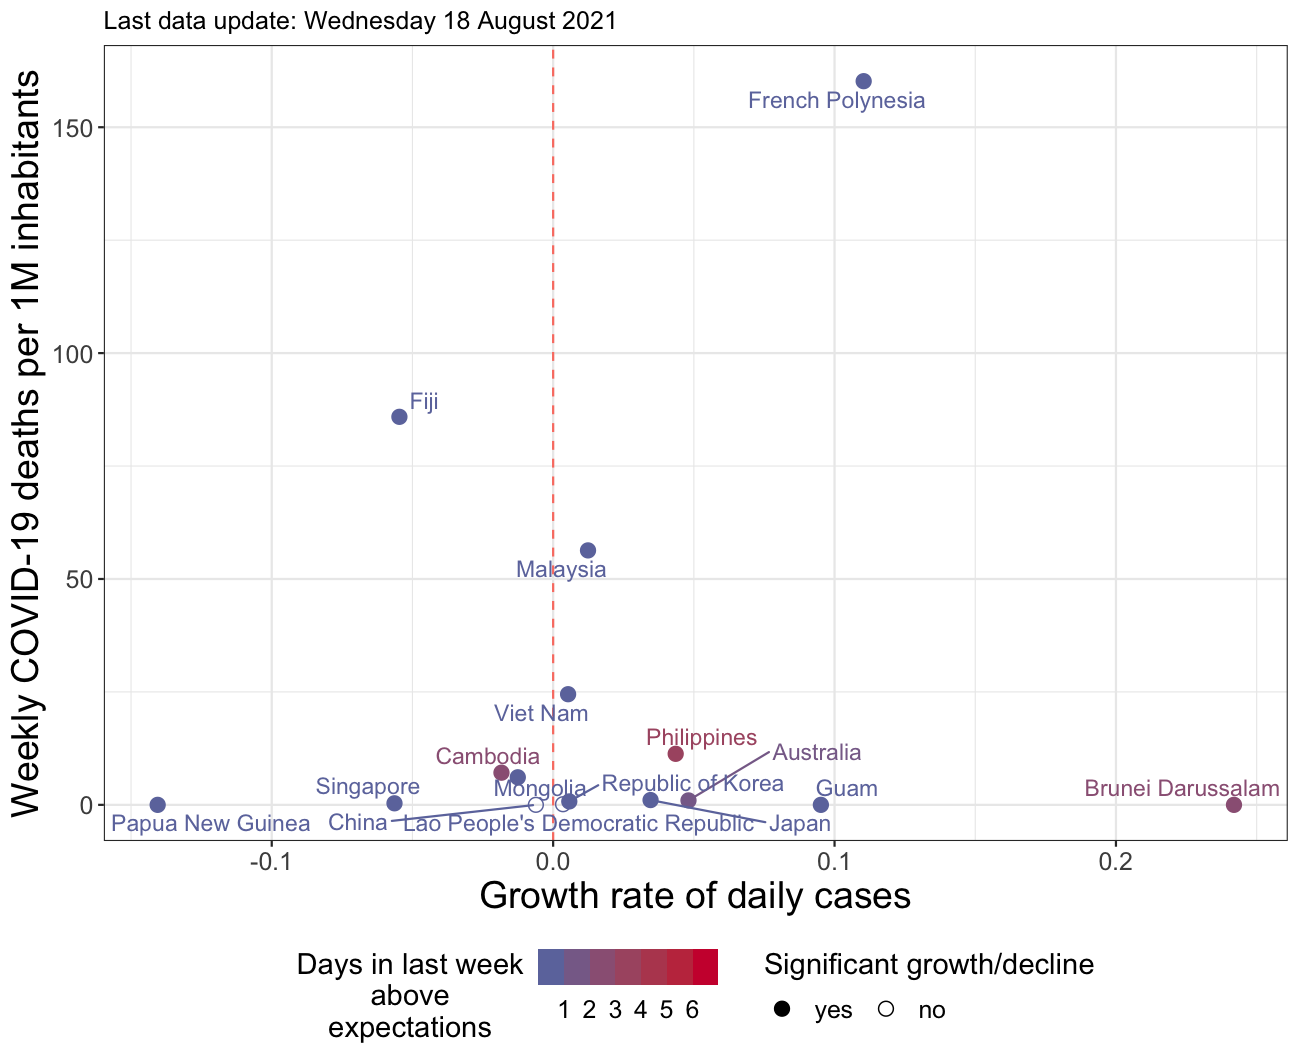 Last data update: Wednesday 18 August 2021
Weekly COVID-19 deaths per 1M inhabitants
150
100
50
0
French Polynesia
Fiji
Malaysia
Viet Nam
Philippines
Cambodia
Australia
Singapore
Mongolia
Republic of Korea
Guam
Brunei Darussalam
Papua New Guinea
China
Lao People's Democratic Republic
Japan
-0.1
0.0
0.1
0.2
Growth rate of daily cases
Days in last week
above
expectations
1 2 3 4 5 6
Significant growth/decline
yes
no